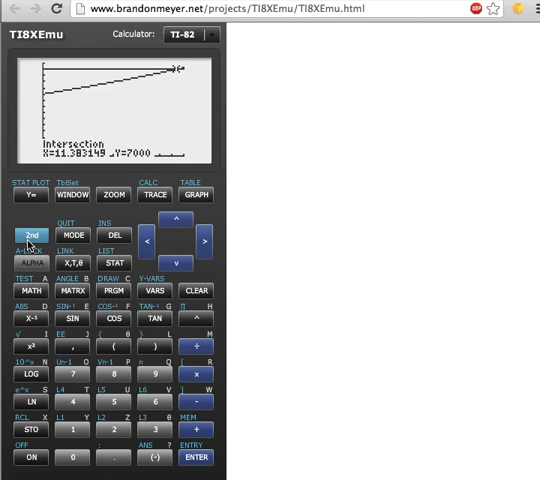 www.brandonmeyer.net/projects/TI8XEmu/TI8XEmu.html
ABP
TI8XEmu Calculator: TI-82
Intersection
X=11.383149 Y=7000
STAT PLOT TblSet CALC TABLE
Y= WINDOW ZOOM TRACE GRAPH
QUIT INS ^
2nd MODE DEL < >
A-LOCK LINK LIST
ALPHA X,T,θ STAT v
TEST A ANGLE B DRAW C Y-VARS
MATH MATRX PRGM VARS CLEAR
ABS D SIN⁻¹ E COS⁻¹ F TAN⁻¹ G Π H
X⁻¹ SIN COS TAN ^
√ I EE J { K } L M
x² , ( ) ÷
10^x N Un-1 O Vn-1 P n Q [ R
LOG 7 8 9 x
e^x S L4 T L5 U L6 V ] W
LN 4 5 6 -
RCL X L1 Y L2 Z L3 θ MEM
STO 1 2 3 +
OFF : ANS ? ENTRY
ON 0 . (-) ENTER